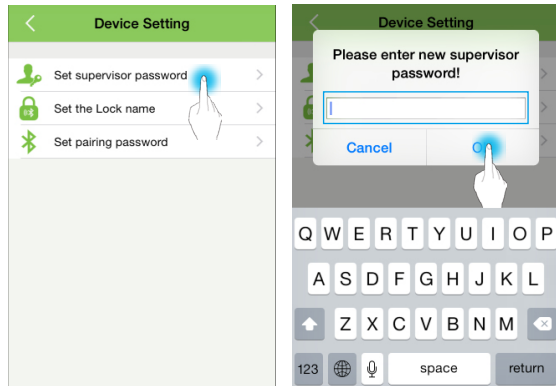 Device Setting
Set supervisor password
Set the Lock name
Set pairing password
Device Setting
Please enter new supervisor
password!
Cancel
Q W E R T Y U I O P
A S D F G H J K L
Z X C V B N M
123 space return